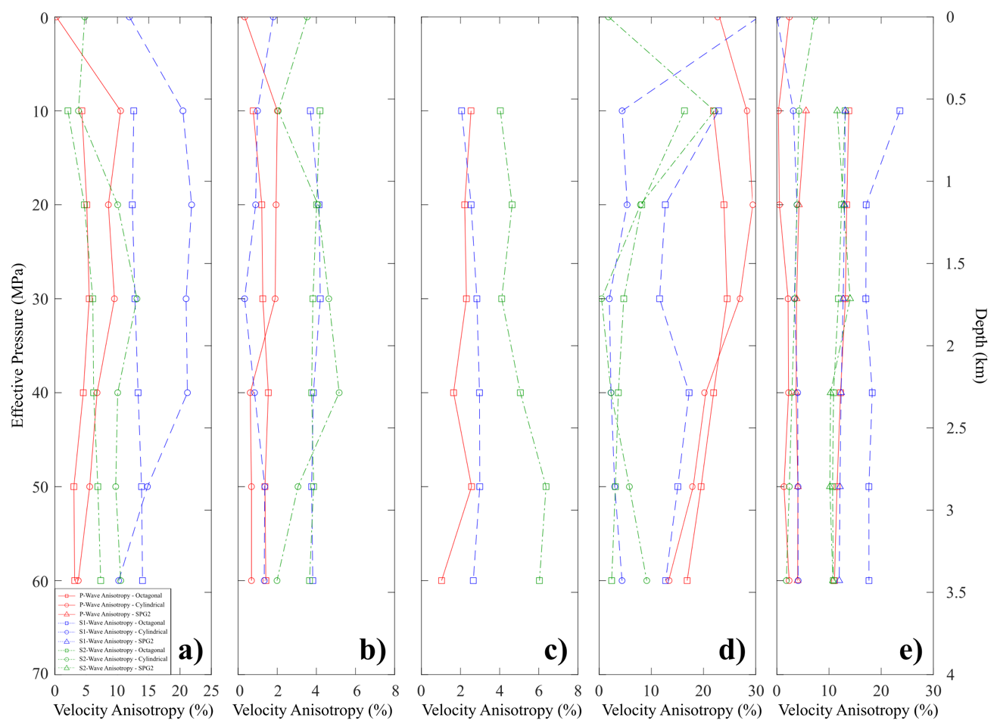 Effective Pressure (MPa)
0
10
20
30
40
50
60
70
P-Wave Anisotropy - Octagonal
P-Wave Anisotropy - Cylindrical
P-Wave Anisotropy - SPG2
S1-Wave Anisotropy - Octagonal
S1-Wave Anisotropy - Cylindrical
S1-Wave Anisotropy - SPG2
S2-Wave Anisotropy - Octagonal
S2-Wave Anisotropy - Cylindrical
S2-Wave Anisotropy - SPG2
a)
b)
c)
d)
e)
0 5 10 15 20 25
Velocity Anisotropy (%)
0 2 4 6 8
Velocity Anisotropy (%)
0 2 4 6 8
Velocity Anisotropy (%)
0 10 20 30
Velocity Anisotropy (%)
0 10 20 30
Velocity Anisotropy (%)
0
0.5
1
1.5
2
2.5
3
3.5
4
Depth (km)